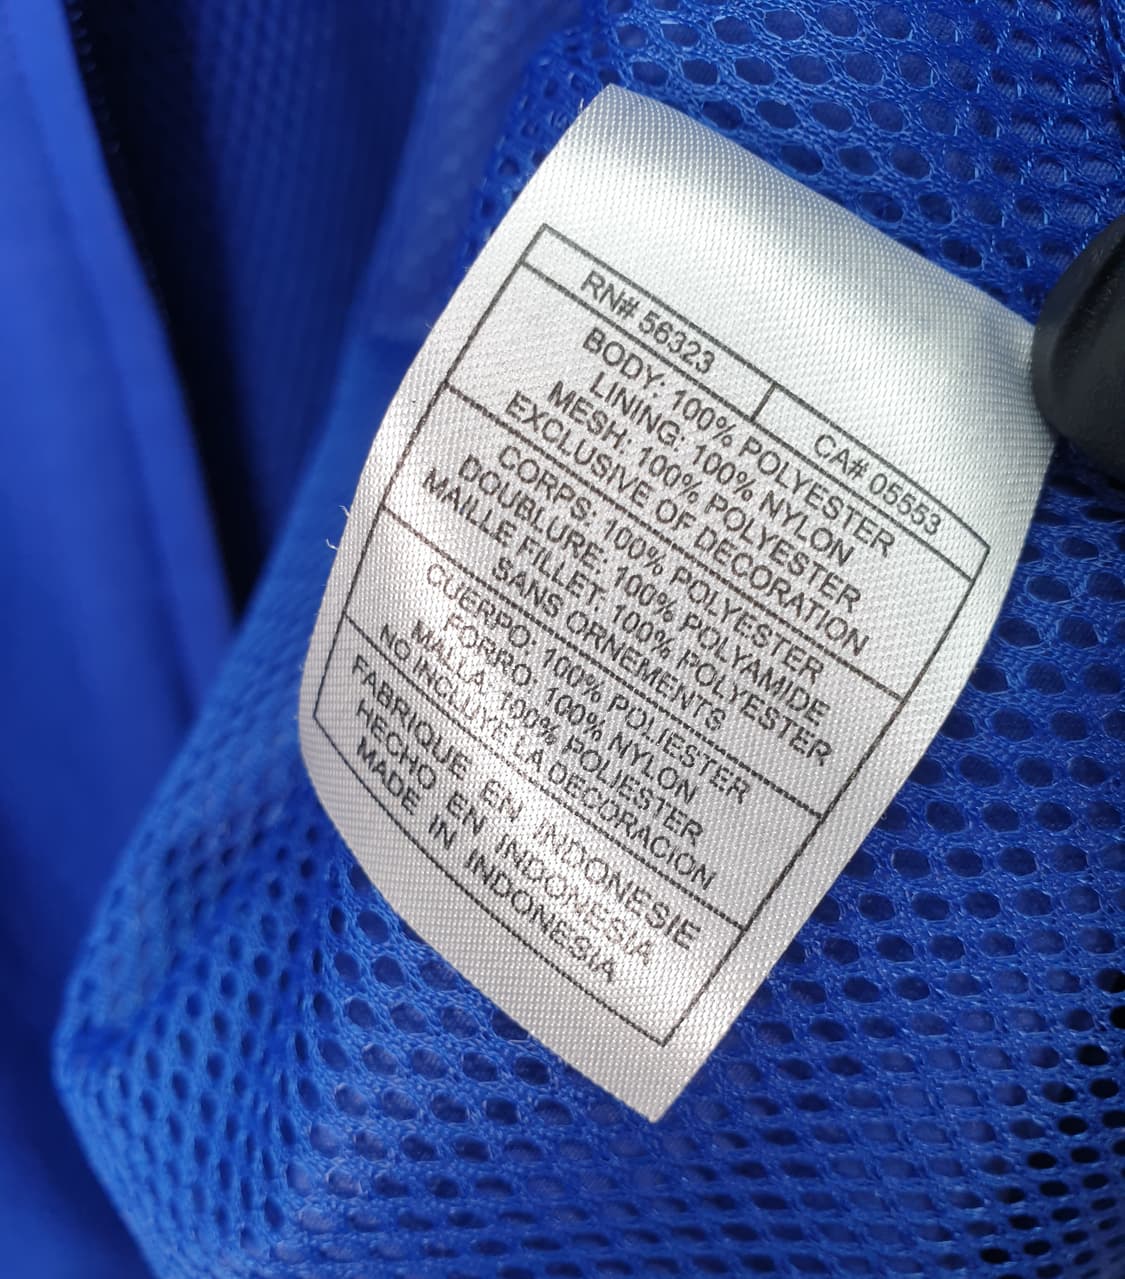 RN# 56323 CA# 05553
BODY: 100% POLYESTER
LINING: 100% NYLON
MESH: 100% POLYESTER
EXCLUSIVE OF DECORATION
CORPS: 100% POLYESTER
DOUBLURE: 100% POLYAMIDE
MAILLE FILLET: 100% POLYESTER
SANS ORNEMENTS
CUERPO: 100% POLIESTER
FORRO: 100% NYLON
MALLA: 100% POLIESTER
NO INCLUYE LA DECORACION
FABRIQUE EN INDONESIE
HECHO EN INDONESIA
MADE IN INDONESIA